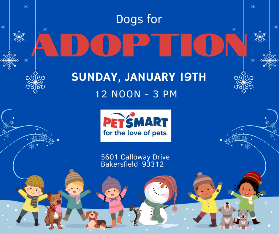 Dogs for
ADOPTION
SUNDAY, JANUARY 19TH
12 NOON - 3 PM
PETSMART
for the love of pets.
5601 Calloway Drive
Bakersfield 93312